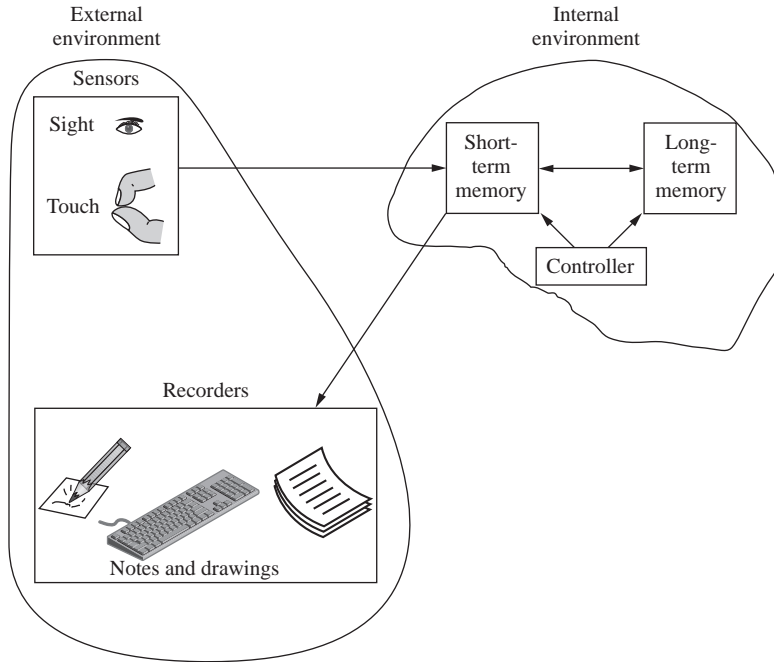 External
environment
Internal
environment
Sensors
Sight
Touch
Short-
term
memory
Long-
term
memory
Controller
Recorders
Notes and drawings